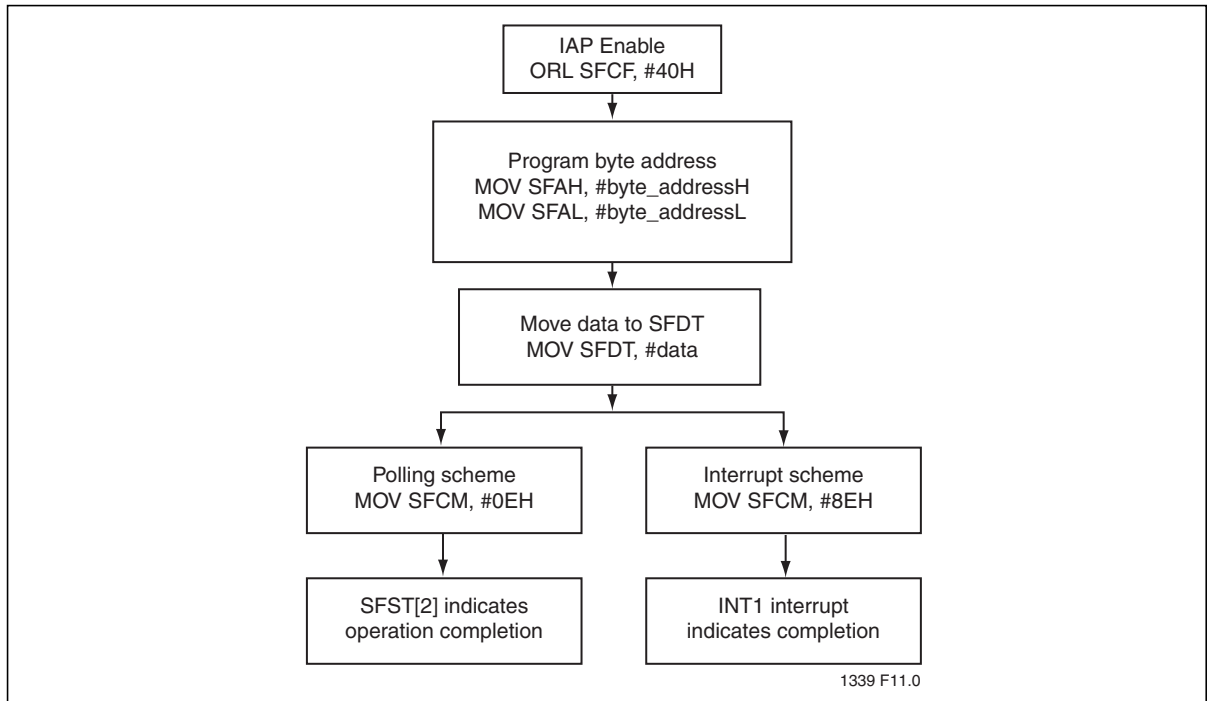 IAP Enable
ORL SFCF, #40H
Program byte address
MOV SFAH, #byte_addressH
MOV SFAL, #byte_addressL
Move data to SFDT
MOV SFDT, #data
Polling scheme
MOV SFCM, #0EH
Interrupt scheme
MOV SFCM, #8EH
SFST[2] indicates
operation completion
INT1 interrupt
indicates completion
1339 F11.0